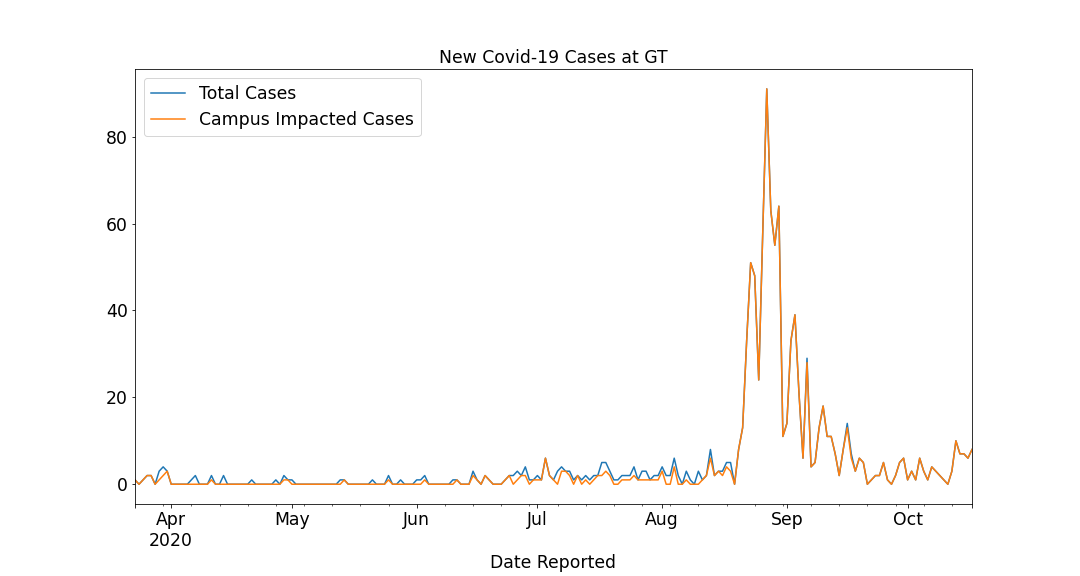 New Covid-19 Cases at GT
Total Cases
Campus Impacted Cases
80
60
40
20
0
Apr May Jun Jul Aug Sep Oct
2020
Date Reported